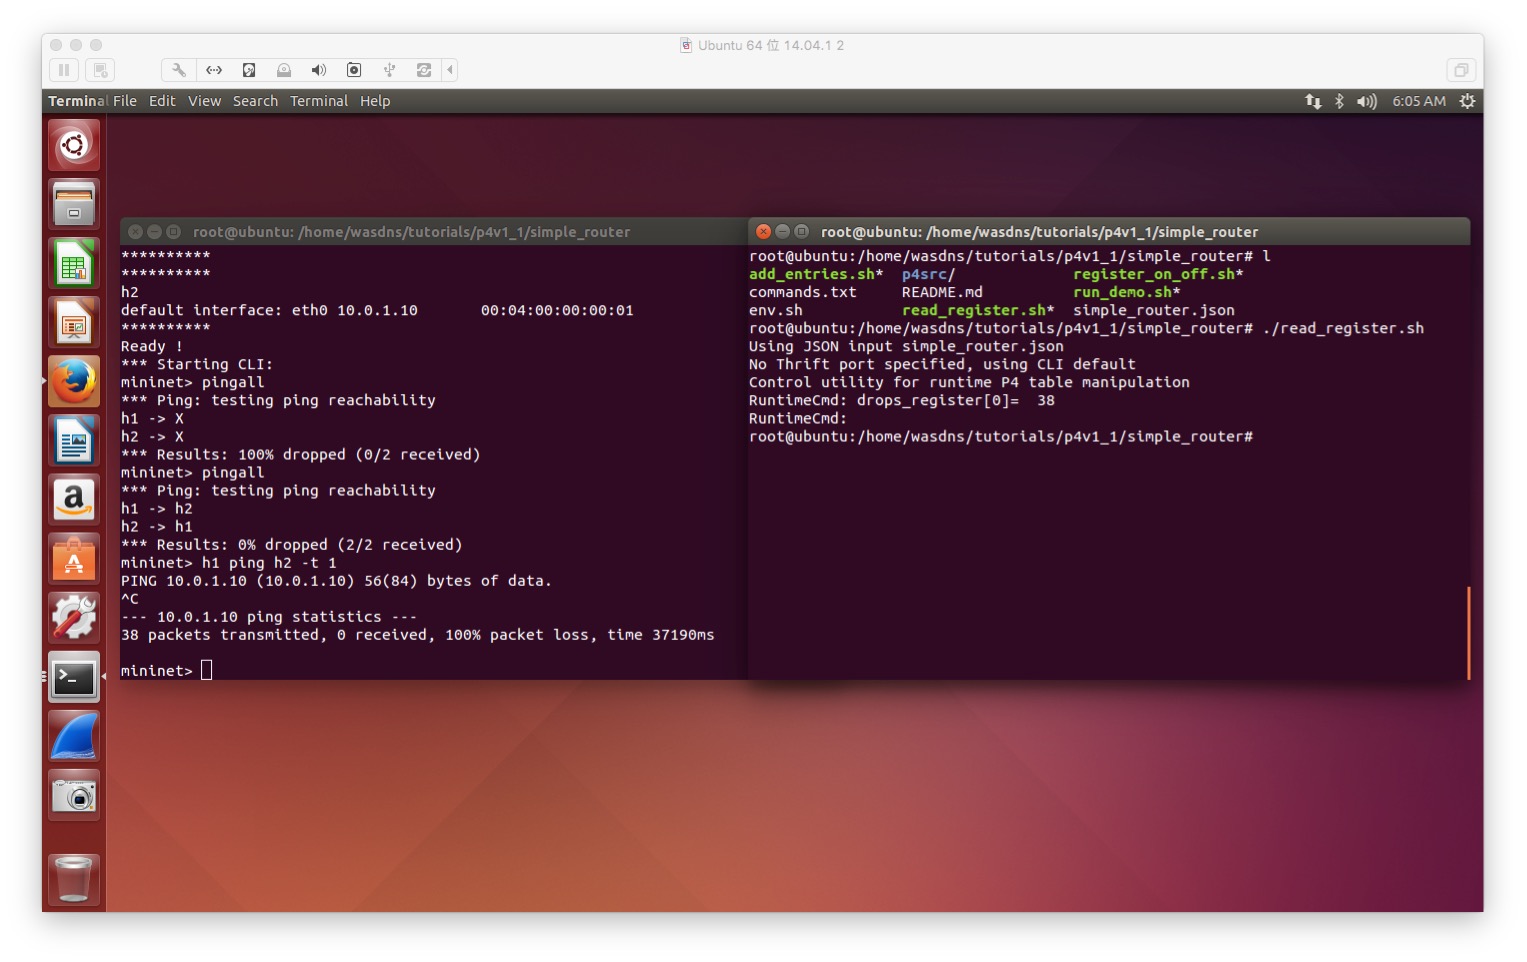 Ubuntu 64 位 14.04.1 2
Terminal File Edit View Search Terminal Help
6:05 AM
root@ubuntu: /home/wasdns/tutorials/p4v1_1/simple_router
**********
**********
h2
default interface: eth0 10.0.1.10 00:04:00:00:00:01
**********
Ready !
*** Starting CLI:
mininet> pingall
*** Ping: testing ping reachability
h1 -> X
h2 -> X
*** Results: 100% dropped (0/2 received)
mininet> pingall
*** Ping: testing ping reachability
h1 -> h2
h2 -> h1
*** Results: 0% dropped (2/2 received)
mininet> h1 ping h2 -t 1
PING 10.0.1.10 (10.0.1.10) 56(84) bytes of data.
^C
--- 10.0.1.10 ping statistics ---
38 packets transmitted, 0 received, 100% packet loss, time 37190ms
mininet>
root@ubuntu: /home/wasdns/tutorials/p4v1_1/simple_router
root@ubuntu:/home/wasdns/tutorials/p4v1_1/simple_router# l
add_entries.sh* p4src/ register_on_off.sh*
commands.txt README.md run_demo.sh*
env.sh read_register.sh* simple_router.json
root@ubuntu:/home/wasdns/tutorials/p4v1_1/simple_router# ./read_register.sh
Using JSON input simple_router.json
No Thrift port specified, using CLI default
Control utility for runtime P4 table manipulation
RuntimeCmd: drops_register[0]= 38
RuntimeCmd:
root@ubuntu:/home/wasdns/tutorials/p4v1_1/simple_router#